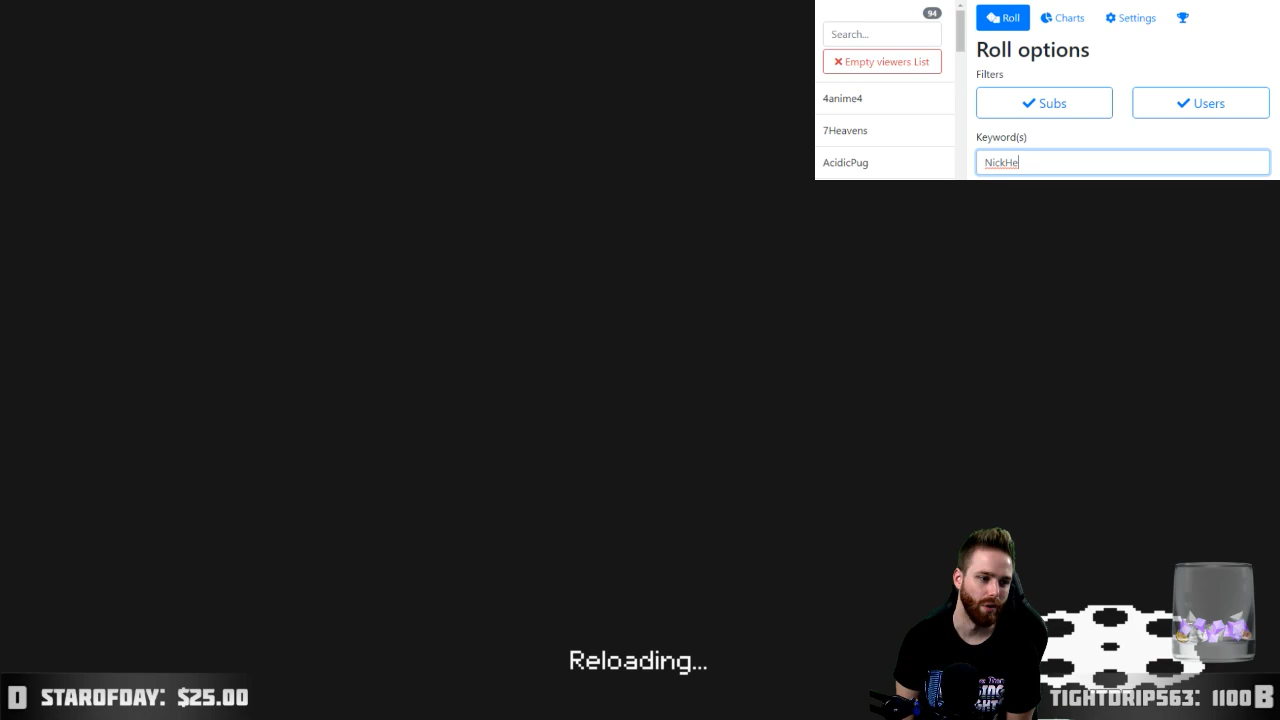 94
Search...
Empty viewers List
4anime4
7Heavens
AcidicPug
Roll
Charts
Settings
Roll options
Filters
Subs
Users
Keyword(s)
NickHe
Reloading...
STAROFDAY: $25.00
TIGHTDRIP563: 1100